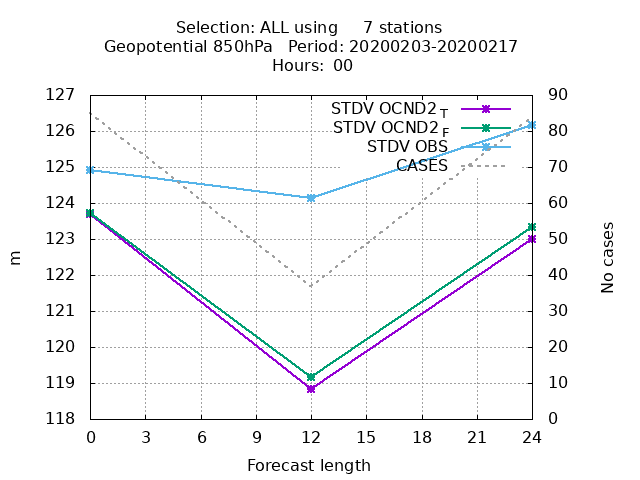 Selection: ALL using     7 stations
Geopotential 850hPa   Period: 20200203-20200217
Hours:  00
127
126
125
124
123
122
121
120
119
118
90
80
70
60
50
40
30
20
10
0
STDV OCND2 T
STDV OCND2 F
STDV OBS
CASES
m
No cases
0 3 6 9 12 15 18 21 24
Forecast length